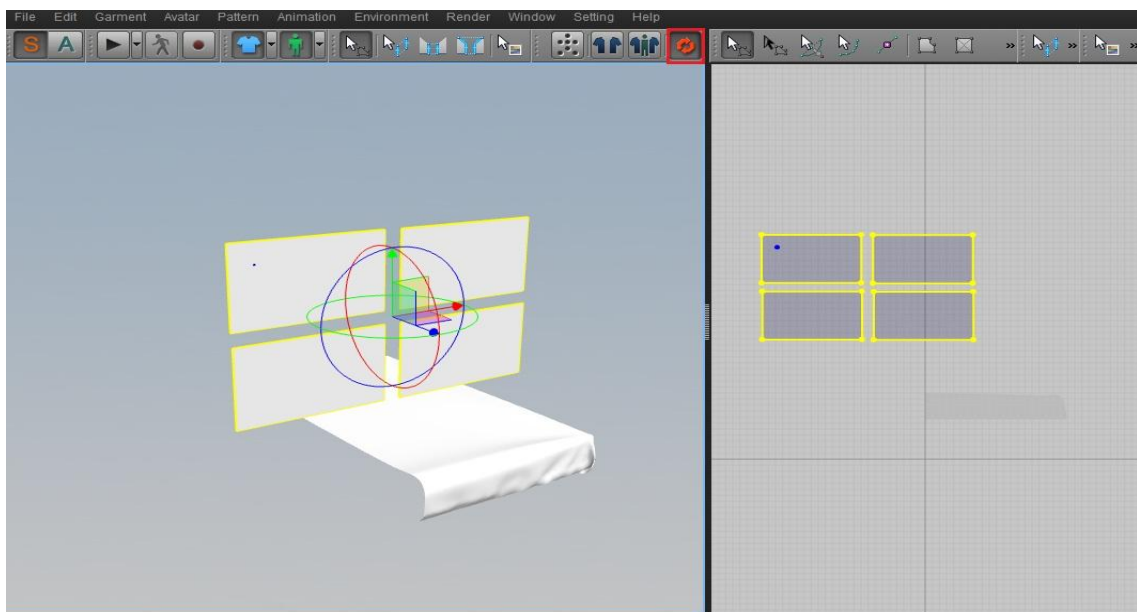 File Edit Garment Avatar Pattern Animation Environment Render Window Setting Help
S A » » »